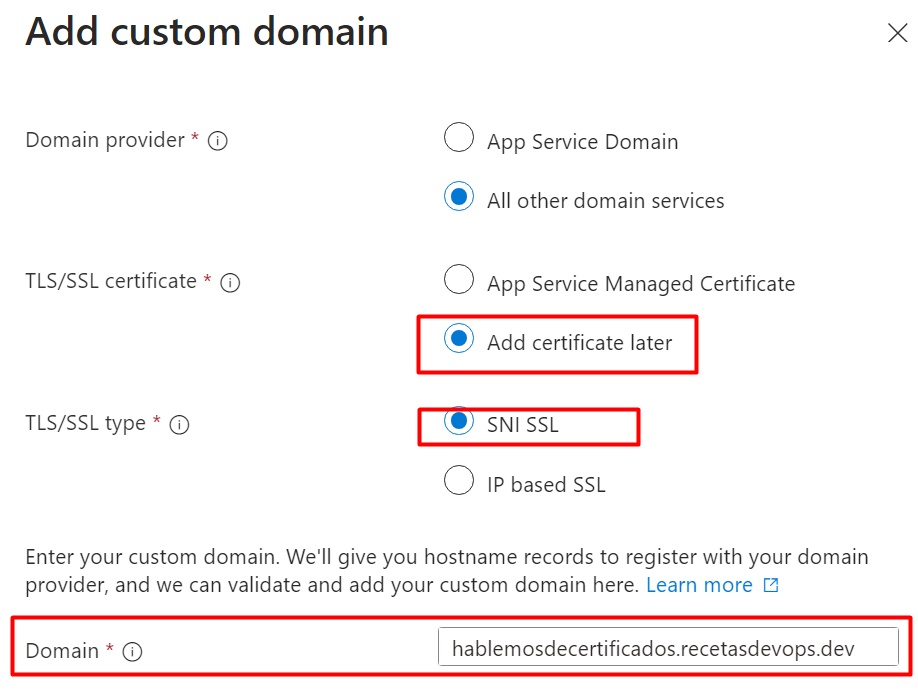 Add custom domain
Domain provider *
App Service Domain
All other domain services
TLS/SSL certificate *
App Service Managed Certificate
Add certificate later
TLS/SSL type *
SNI SSL
IP based SSL
Enter your custom domain. We'll give you hostname records to register with your domain
provider, and we can validate and add your custom domain here. Learn more
Domain * hablemosdecertificados.recetasdevops.dev